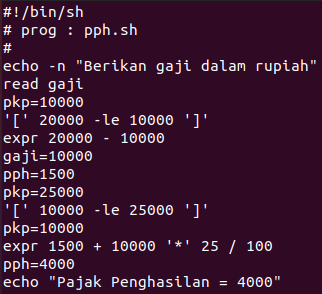 #!/bin/sh
# prog : pph.sh
#
echo -n "Berikan gaji dalam rupiah"
read gaji
pkp=10000
'[' 20000 -le 10000 ']'
expr 20000 - 10000
gaji=10000
pph=1500
pkp=25000
'[' 10000 -le 25000 ']'
pkp=10000
expr 1500 + 10000 '*' 25 / 100
pph=4000
echo "Pajak Penghasilan = 4000"